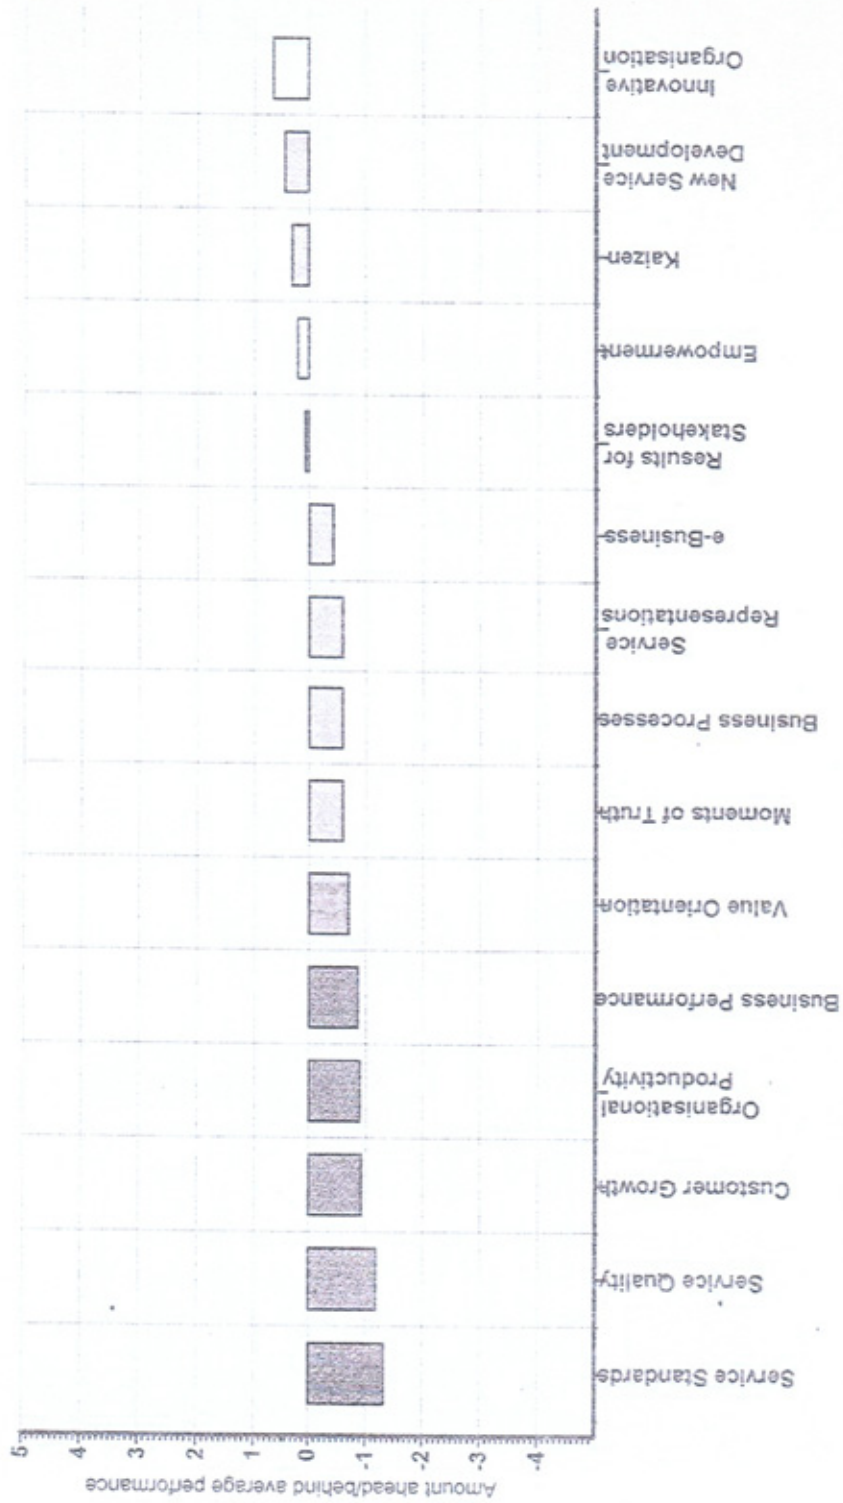 Innovative
Organisation
New Service
Development
Kaizen
Empowerment
Results for
Stakeholders
e-Business
Service
Representations
Business Processes
Moments of Truth
Value Orientation
Business Performance
Organisational
Productivity
Customer Growth
Service Quality
Service Standards
5
4
3
2
1
0
-1
-2
-3
-4
Amount ahead/behind average performance